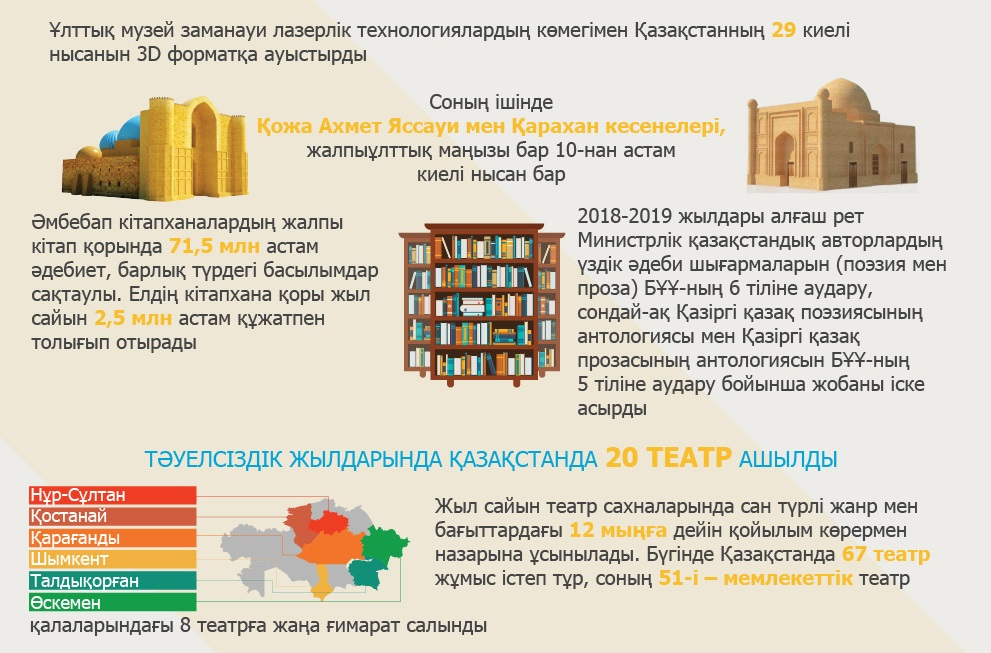 Ұлттық музей заманауи лазерлік технологиялардың көмегімен Қазақстанның 29 киелі
нысанын 3D форматқа ауыстырды
Соның ішінде
Қожа Ахмет Яссауи мен Қарахан кесенелері,
жалпыұлттық маңызы бар 10-нан астам
киелі нысан бар
Әмбебап кітапханалардың жалпы
кітап қорында 71,5 млн астам
әдебиет, барлық түрдегі басылымдар
сақтаулы. Елдің кітапхана қоры жыл
сайын 2,5 млн астам құжатпен
толығып отырады
2018-2019 жылдары алғаш рет
Министрлік қазақстандық авторлардың
үздік әдеби шығармаларын (поэзия мен
проза) БҰҰ-ның 6 тіліне аудару,
сондай-ақ Қазіргі қазақ поэзиясының
антологиясы мен Қазіргі қазақ
прозасының антологиясын БҰҰ-ның
5 тіліне аудару бойынша жобаны іске
асырды
ТӘУЕЛСІЗДІК ЖЫЛДАРЫНДА ҚАЗАҚСТАНДА 20 ТЕАТР АШЫЛДЫ
Нұр-Сұлтан
Қостанай
Қарағанды
Шымкент
Талдықорған
Өскемен
қалаларындағы 8 театрға жаңа ғимарат салынды
Жыл сайын театр сахналарында сан түрлі жанр мен
бағыттардағы 12 мыңға дейін қойылым көрермен
назарына ұсынылады. Бүгінде Қазақстанда 67 театр
жұмыс істеп тұр, соның 51-і – мемлекеттік театр